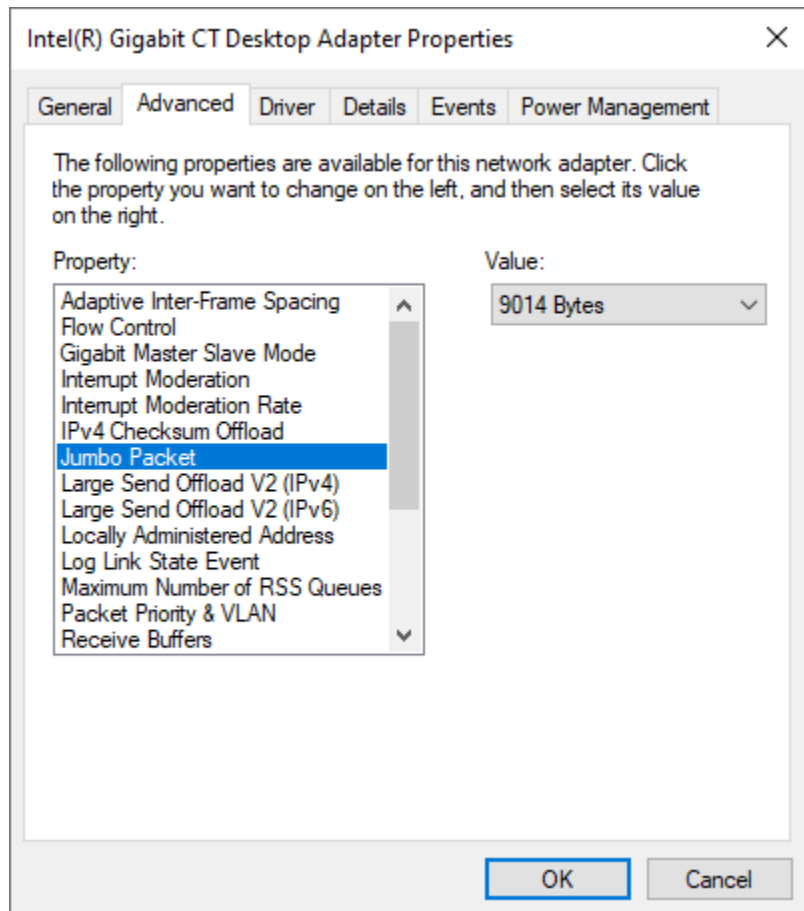 Intel(R) Gigabit CT Desktop Adapter Properties
General Advanced Driver Details Events Power Management
The following properties are available for this network adapter. Click
the property you want to change on the left, and then select its value
on the right.
Property:
Value:
Adaptive Inter-Frame Spacing
Flow Control
Gigabit Master Slave Mode
Interrupt Moderation
Interrupt Moderation Rate
IPv4 Checksum Offload
Jumbo Packet
Large Send Offload V2 (IPv4)
Large Send Offload V2 (IPv6)
Locally Administered Address
Log Link State Event
Maximum Number of RSS Queues
Packet Priority & VLAN
Receive Buffers
9014 Bytes
OK
Cancel